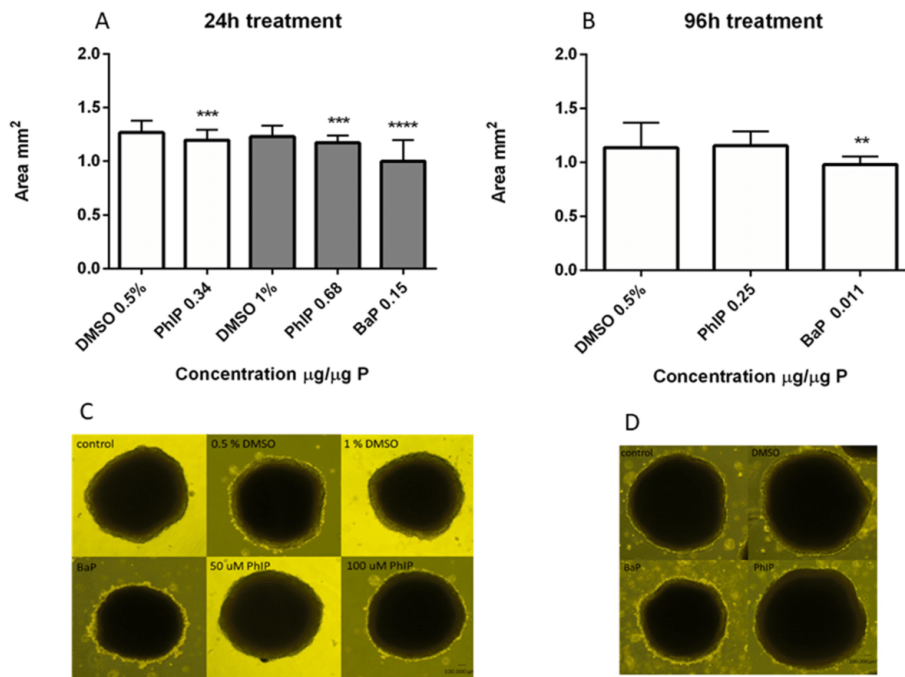 A
24h treatment
2.0
1.5
1.0
0.5
0.0
Area mm2
***
***
****
DMSO 0.5%
PhIP 0.34
DMSO 1%
PhIP 0.68
BaP 0.15
Concentration μg/μg P
B
96h treatment
2.0
1.5
1.0
0.5
0.0
Area mm2
**
DMSO 0.5%
PhIP 0.25
BaP 0.011
Concentration μg/μg P
C
control
0.5 % DMSO
1 % DMSO
BaP
50 uM PhIP
100 uM PhIP
D
control
DMSO
BaP
PhIP